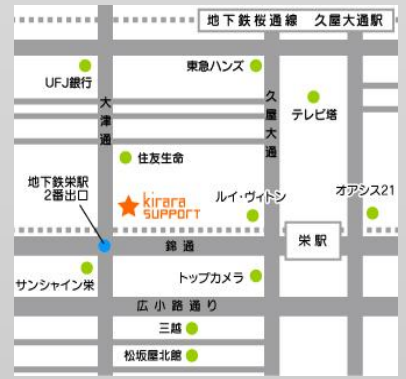 地下鉄桜通線 久屋大通駅
東急ハンズ
UFJ銀行
大津通
久屋大通
テレビ塔
住友生命
地下鉄栄駅
2番出口
kirara
SUPPORT
ルイ・ヴィトン
オアシス21
錦通
栄駅
サンシャイン栄
トップカメラ
広小路通り
三越
松坂屋北館